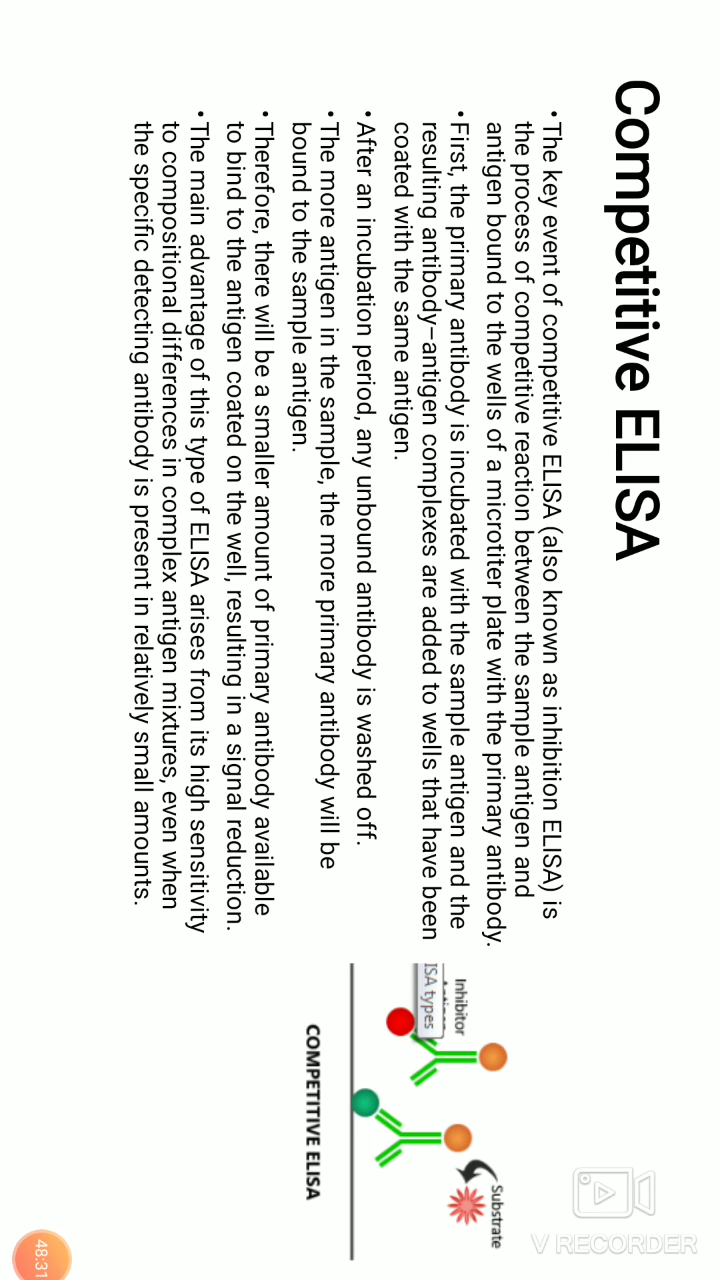 Competitive ELISA
•The key event of competitive ELISA (also known as inhibition ELISA) is
the process of competitive reaction between the sample antigen and
antigen bound to the wells of a microtiter plate with the primary antibody.
•First, the primary antibody is incubated with the sample antigen and the
resulting antibody–antigen complexes are added to wells that have been
coated with the same antigen.
•After an incubation period, any unbound antibody is washed off.
•The more antigen in the sample, the more primary antibody will be
bound to the sample antigen.
•Therefore, there will be a smaller amount of primary antibody available
to bind to the antigen coated on the well, resulting in a signal reduction.
•The main advantage of this type of ELISA arises from its high sensitivity
to compositional differences in complex antigen mixtures, even when
the specific detecting antibody is present in relatively small amounts.
Inhibitor
ISA types
Substrate
COMPETITIVE ELISA
V RECORDER
48:31